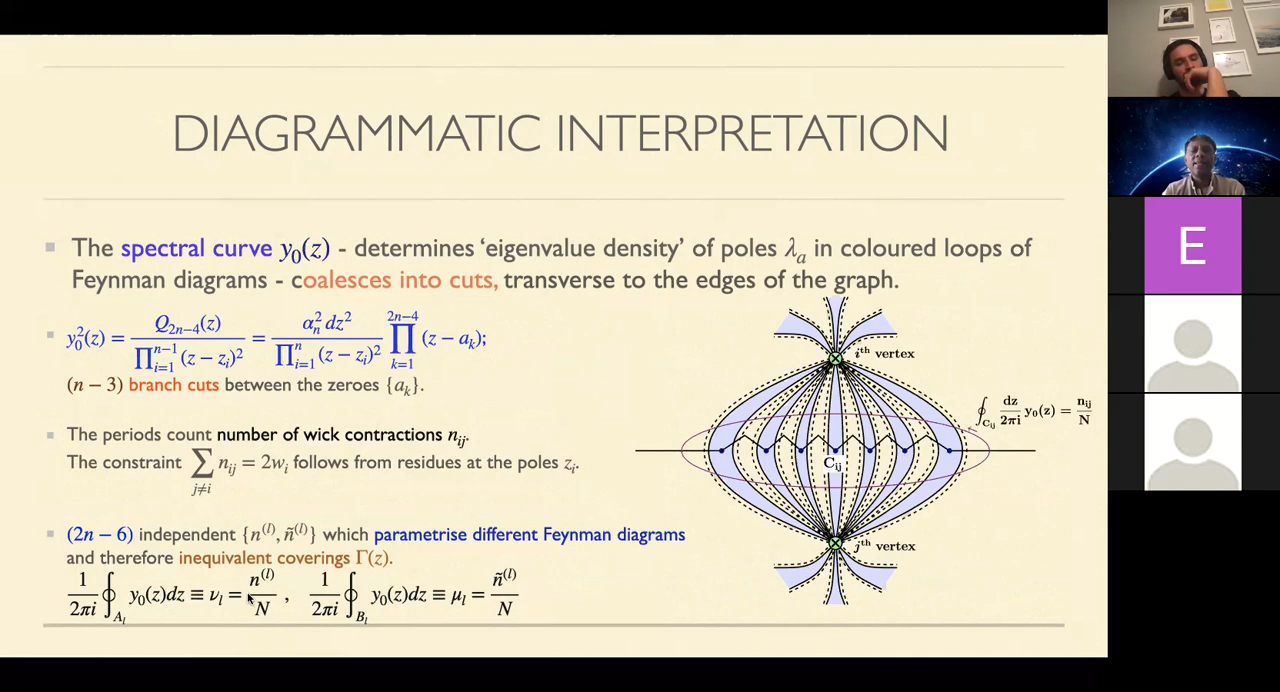 DIAGRAMMATIC INTERPRETATION
The spectral curve y₀(z) - determines ‘eigenvalue density’ of poles λₐ in coloured loops of
Feynman diagrams - coalesces into cuts, transverse to the edges of the graph.
y₀²(z) = Q₂ₙ₋₄(z) / ∏ᵢ₌₁ⁿ⁻¹ (z − zᵢ)² = αₙ² dz² / ∏ᵢ₌₁ⁿ (z − zᵢ)² ∏ₖ₌₁²ⁿ⁻⁴ (z − aₖ);
(n − 3) branch cuts between the zeroes {aₖ}.
The periods count number of wick contractions nᵢⱼ.
The constraint ∑_{j≠i} nᵢⱼ = 2wᵢ follows from residues at the poles zᵢ.
(2n − 6) independent {n⁽ˡ⁾, ñ⁽ˡ⁾} which parametrise different Feynman diagrams
and therefore inequivalent coverings Γ(z).
1/2πi ∮_{Aₗ} y₀(z)dz ≡ νₗ = n⁽ˡ⁾/N , 1/2πi ∮_{Bₗ} y₀(z)dz ≡ μₗ = ñ⁽ˡ⁾/N
iᵗʰ vertex
∮_{Cᵢⱼ} dz/2πi y₀(z) = nᵢⱼ/N
Cᵢⱼ
jᵗʰ vertex
E